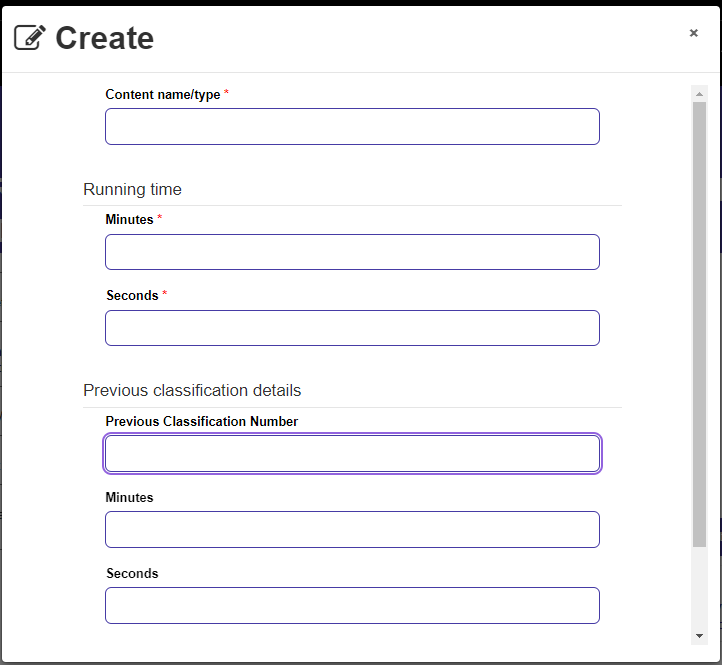 Create
×
Content name/type *
Running time
Minutes *
Seconds *
Previous classification details
Previous Classification Number
Minutes
Seconds